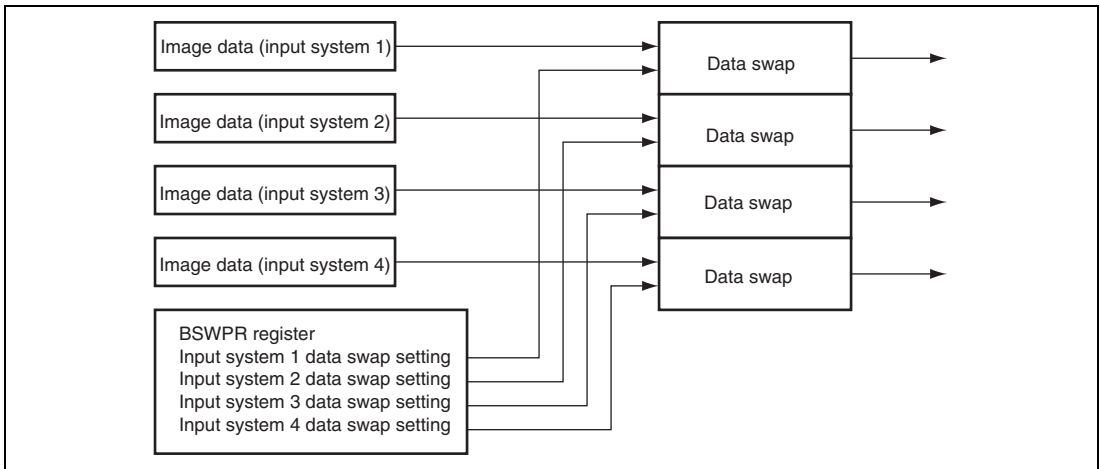 Image data (input system 1)
Data swap
Image data (input system 2)
Data swap
Image data (input system 3)
Data swap
Image data (input system 4)
Data swap
BSWPR register
Input system 1 data swap setting
Input system 2 data swap setting
Input system 3 data swap setting
Input system 4 data swap setting